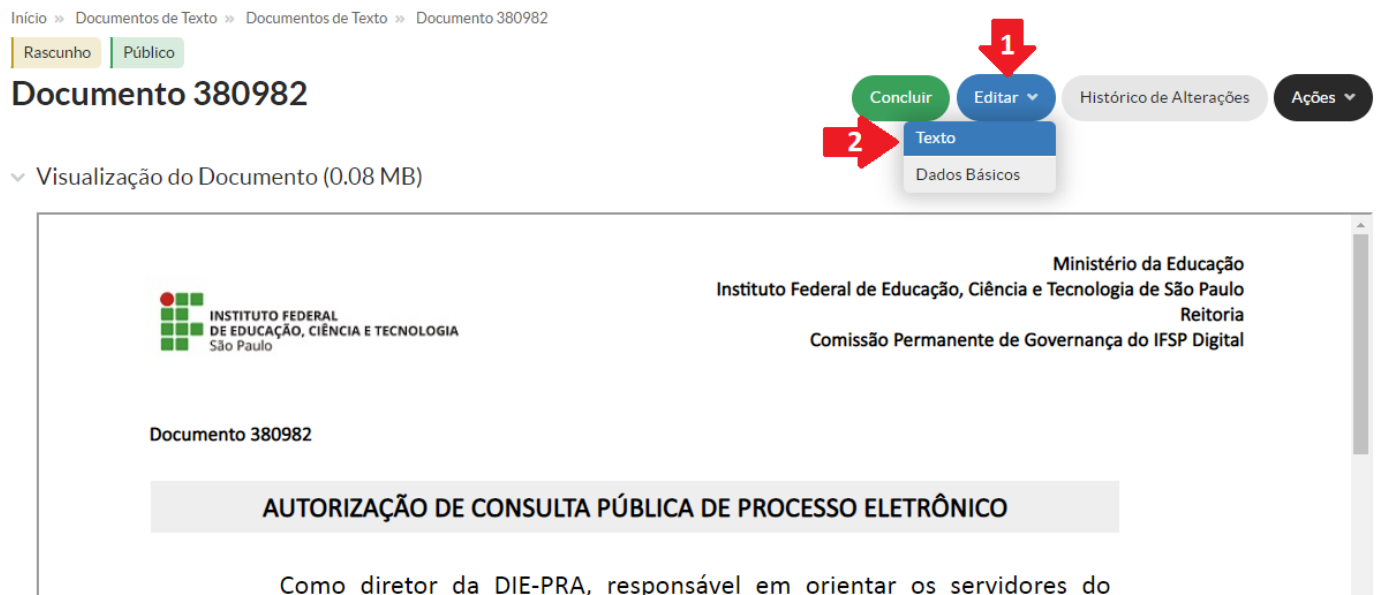 Início » Documentos de Texto » Documentos de Texto » Documento 380982
Rascunho Público
1
Documento 380982
Concluir Editar Histórico de Alterações Ações
2 Texto
Dados Básicos
Visualização do Documento (0.08 MB)
Ministério da Educação
Instituto Federal de Educação, Ciência e Tecnologia de São Paulo
Reitoria
Comissão Permanente de Governança do IFSP Digital
INSTITUTO FEDERAL
DE EDUCAÇÃO, CIÊNCIA E TECNOLOGIA
São Paulo
Documento 380982
AUTORIZAÇÃO DE CONSULTA PÚBLICA DE PROCESSO ELETRÔNICO
Como diretor da DIE-PRA, responsável em orientar os servidores do